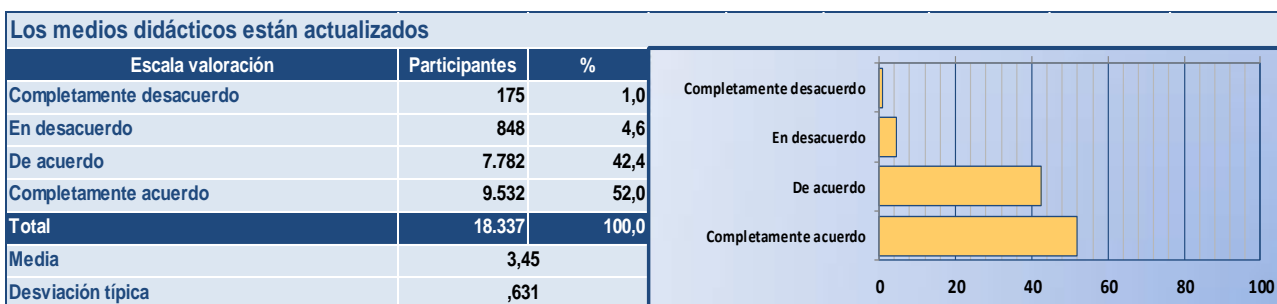 Los medios didácticos están actualizados
Escala valoración Participantes %
Completamente desacuerdo 175 1,0
En desacuerdo 848 4,6
De acuerdo 7.782 42,4
Completamente acuerdo 9.532 52,0
Total 18.337 100,0
Media 3,45
Desviación típica ,631
Completamente desacuerdo
En desacuerdo
De acuerdo
Completamente acuerdo
0 20 40 60 80 100